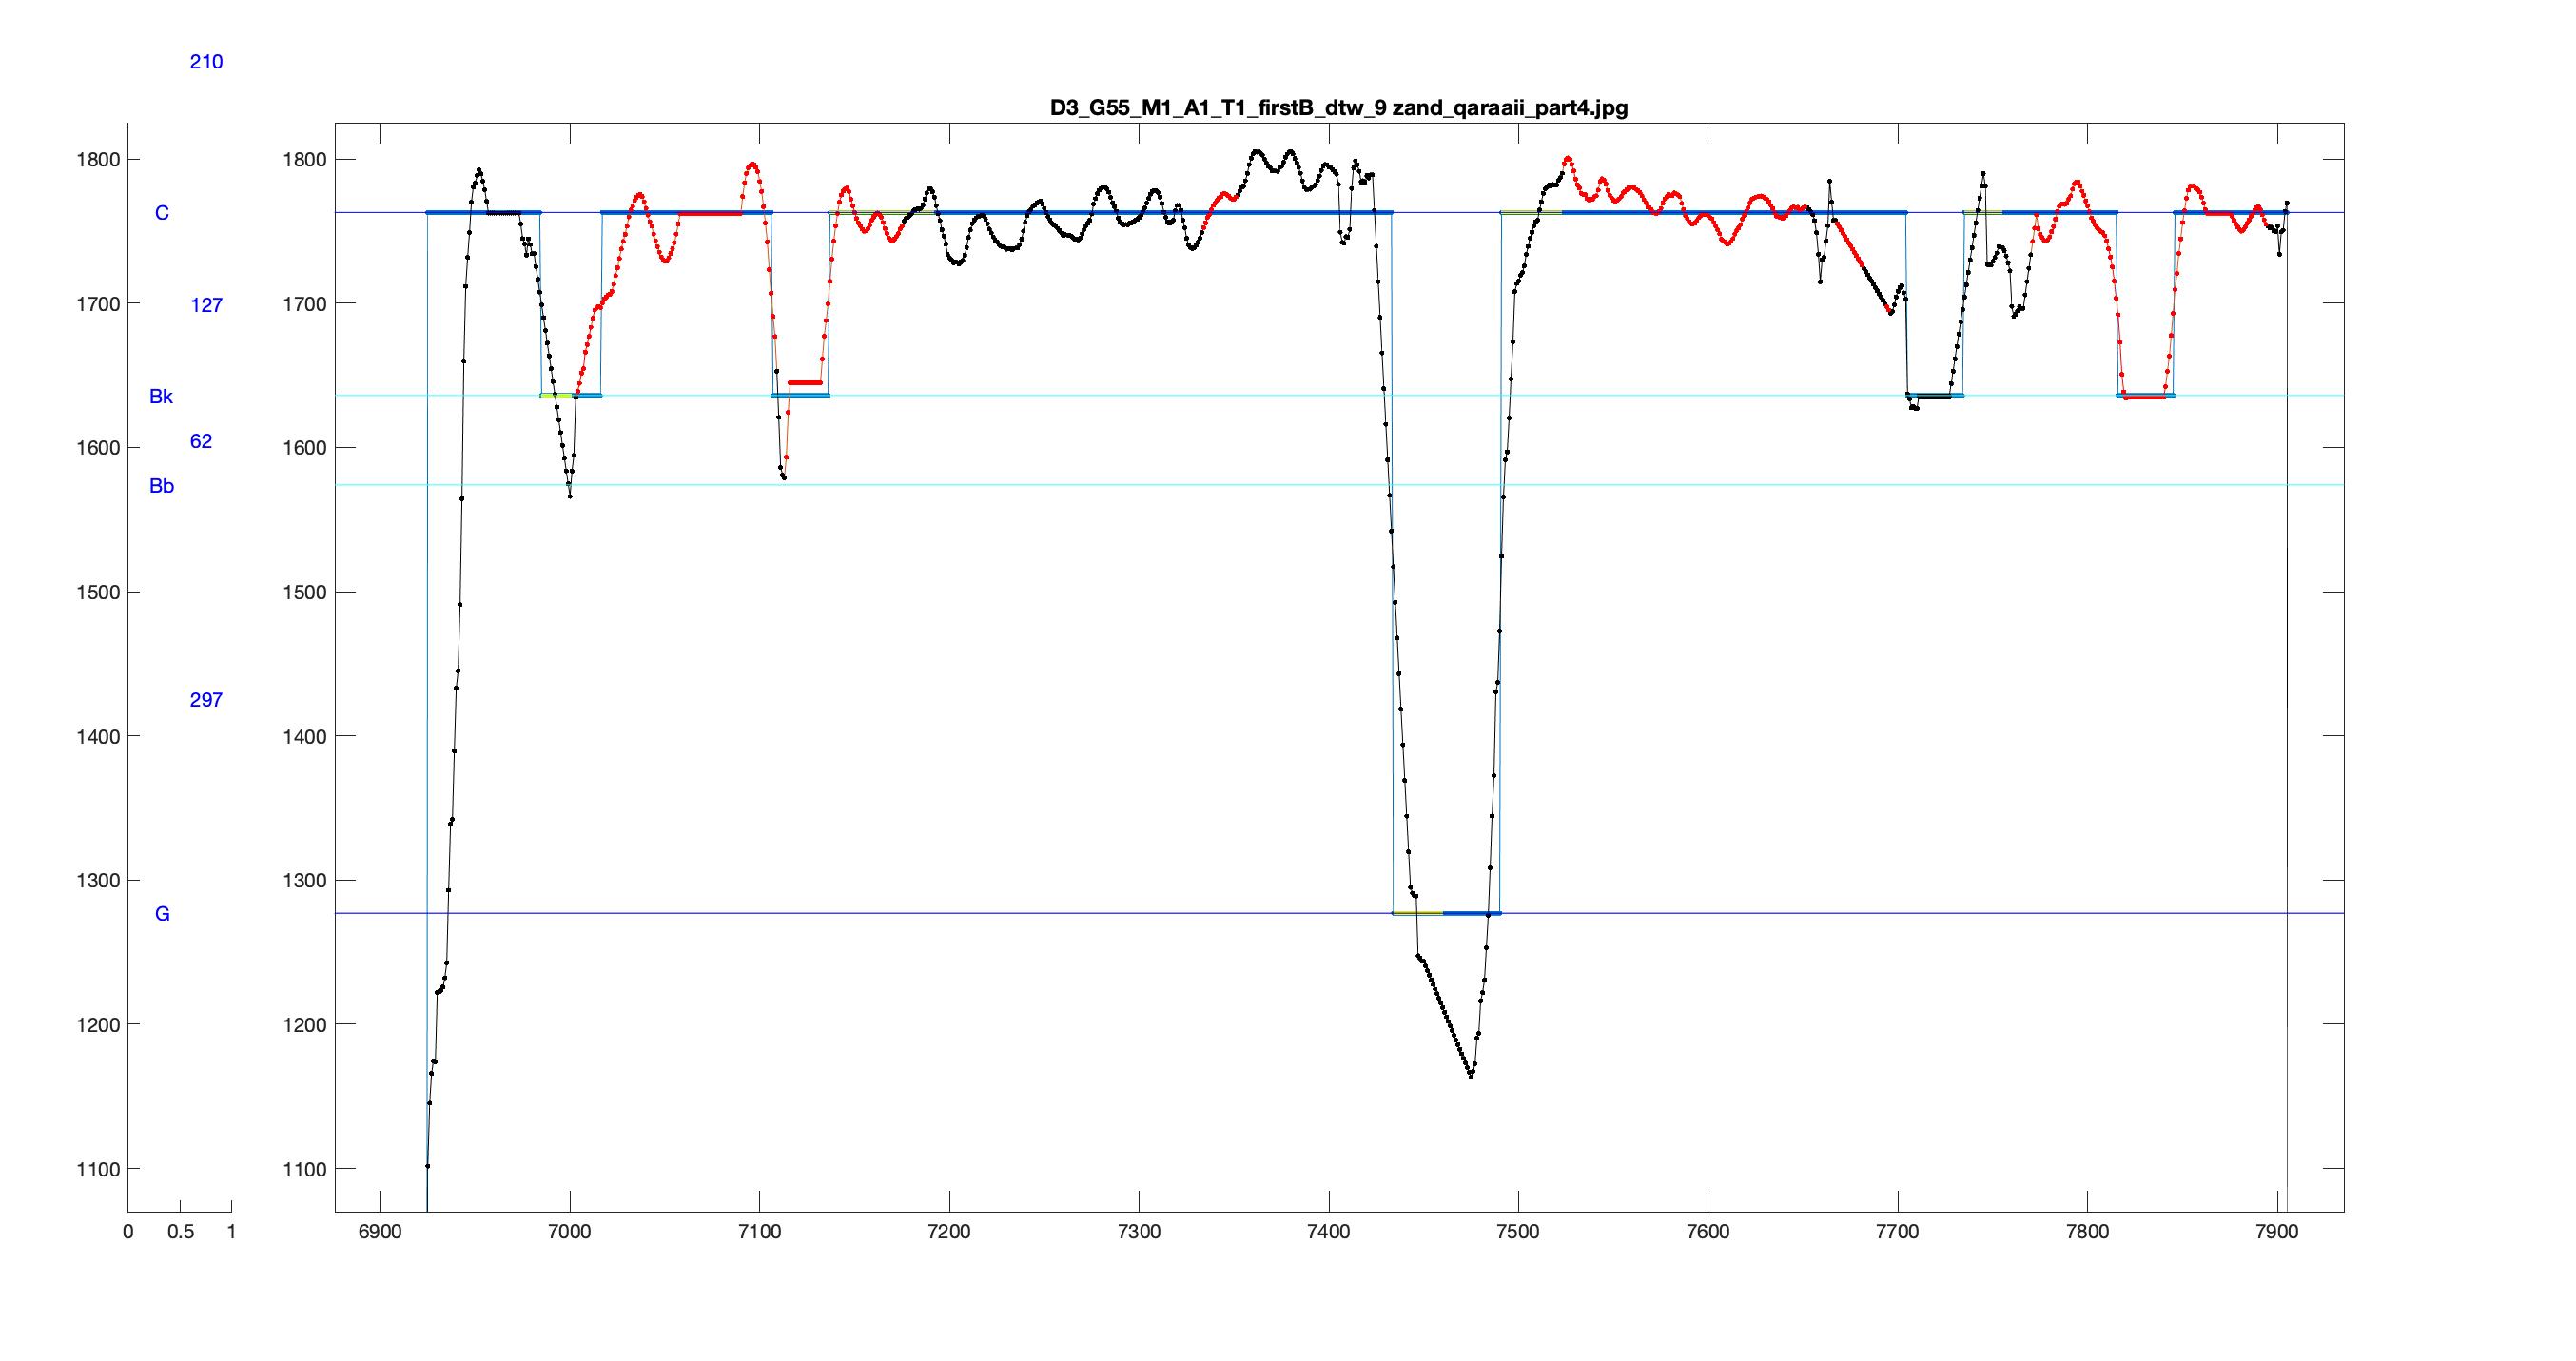 210
D3_G55_M1_A1_T1_firstB_dtw_9 zand_qaraaii_part4.jpg
1800 1800
C
1700 127 1700
Bk
1600 62 1600
Bb
1500 1500
297
1400 1400
1300 1300
G
1200 1200
1100 1100
0 0.5 1 6900 7000 7100 7200 7300 7400 7500 7600 7700 7800 7900